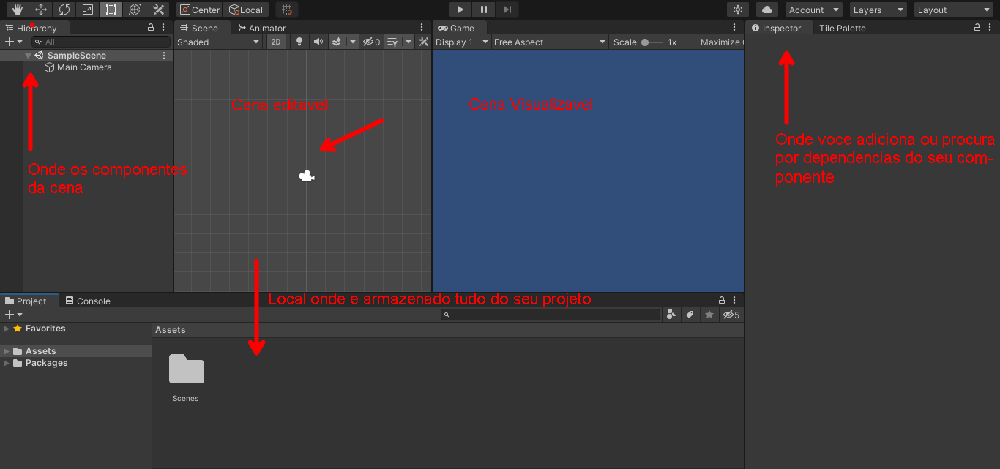 Center Local Account Layers Layout
Hierarchy Scene Animator Game Inspector Tile Palette
All Shaded 2D 0 Display 1 Free Aspect Scale 1x Maximize
SampleScene
Main Camera
Cena editavel
Cena Visualizavel
Onde voce adiciona ou procura
por dependencias do seu com-
ponente
Onde os componentes
da cena
Local onde e armazenado tudo do seu projeto
Project Console
5
Favorites
Assets
Assets
Packages
Scenes